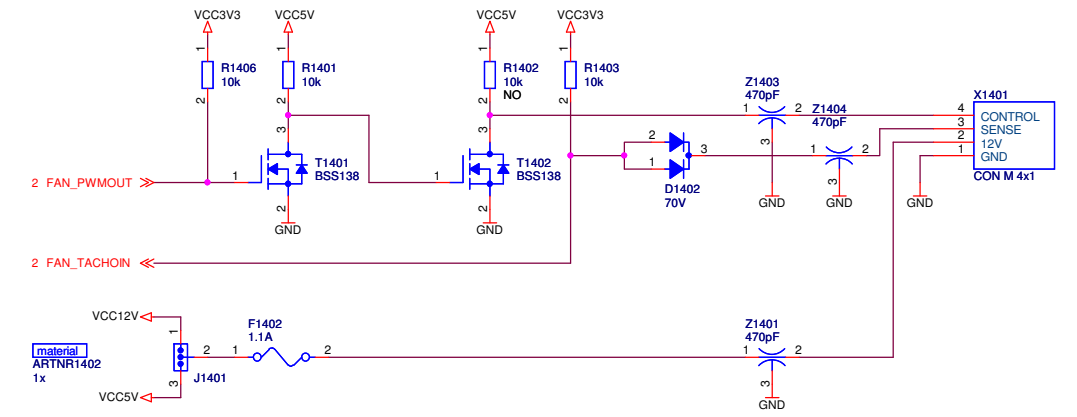 VCC3V3
VCC5V
VCC5V
VCC3V3
1
1
1
1
R1406
10k
R1401
10k
R1402
10k
NO
R1403
10k
2
2
2
2
Z1403
470pF
1
2
3
Z1404
470pF
1
2
3
X1401
4
CONTROL
3
SENSE
2
12V
1
GND
CON M 4x1
3
T1401
BSS138
1
2
GND
3
T1402
BSS138
1
2
GND
2
1
3
D1402
70V
GND
GND
GND
2 FAN_PWMOUT
2 FAN_TACHOIN
VCC12V
1
material
ARTNR1402
1x
2
3
J1401
VCC5V
F1402
1.1A
1
2
Z1401
470pF
1
2
3
GND